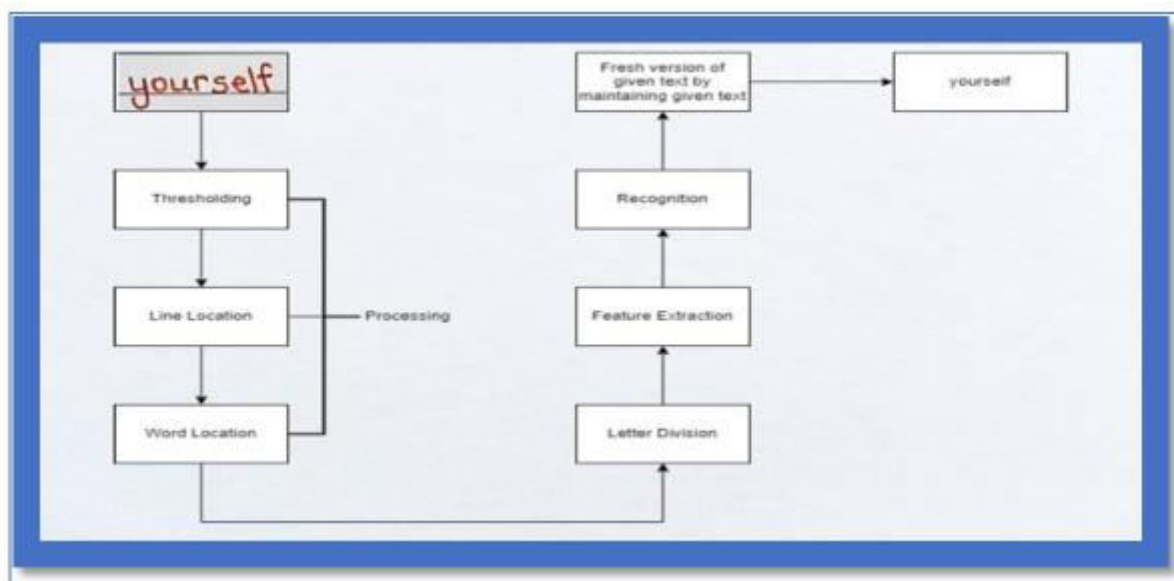 yourself
Thresholding
Line Location
Word Location
Processing
Letter Division
Feature Extraction
Recognition
Fresh version of
given text by
maintaining given text
yourself